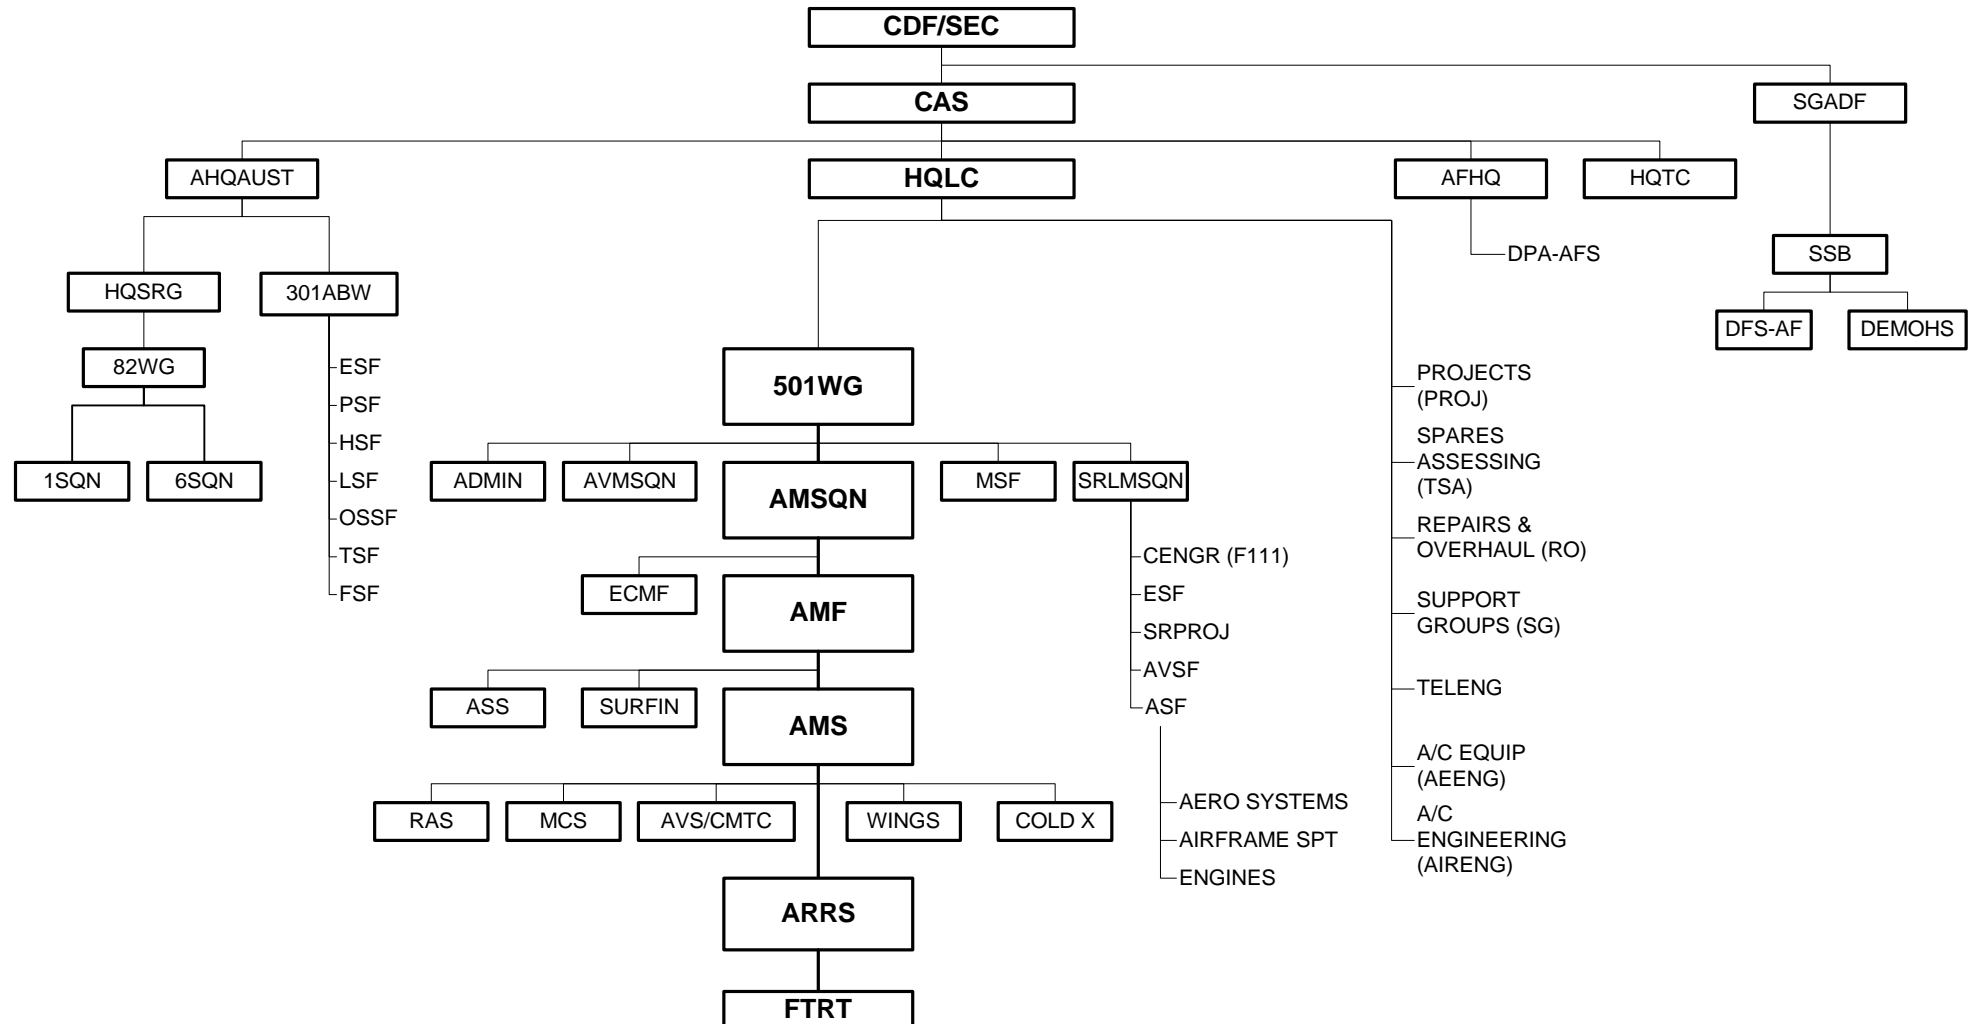 CDF/SEC
CAS
SGADF
AHQAUST
HQLC
AFHQ
HQTC
DPA-AFS
SSB
HQSRG
301ABW
DFS-AF
DEMOHS
82WG
ESF
PSF
HSF
LSF
OSSF
TSF
FSF
1SQN
6SQN
501WG
ADMIN
AVMSQN
AMSQN
MSF
SRLMSQN
ECMF
AMF
CENGR (F111)
ESF
SRPROJ
AVSF
ASF
ASS
SURFIN
AMS
RAS
MCS
AVS/CMTC
WINGS
COLD X
AERO SYSTEMS
AIRFRAME SPT
ENGINES
PROJECTS
(PROJ)
SPARES
ASSESSING
(TSA)
REPAIRS &
OVERHAUL (RO)
SUPPORT
GROUPS (SG)
TELENG
A/C EQUIP
(AEENG)
A/C
ENGINEERING
(AIRENG)
ARRS
FTRT